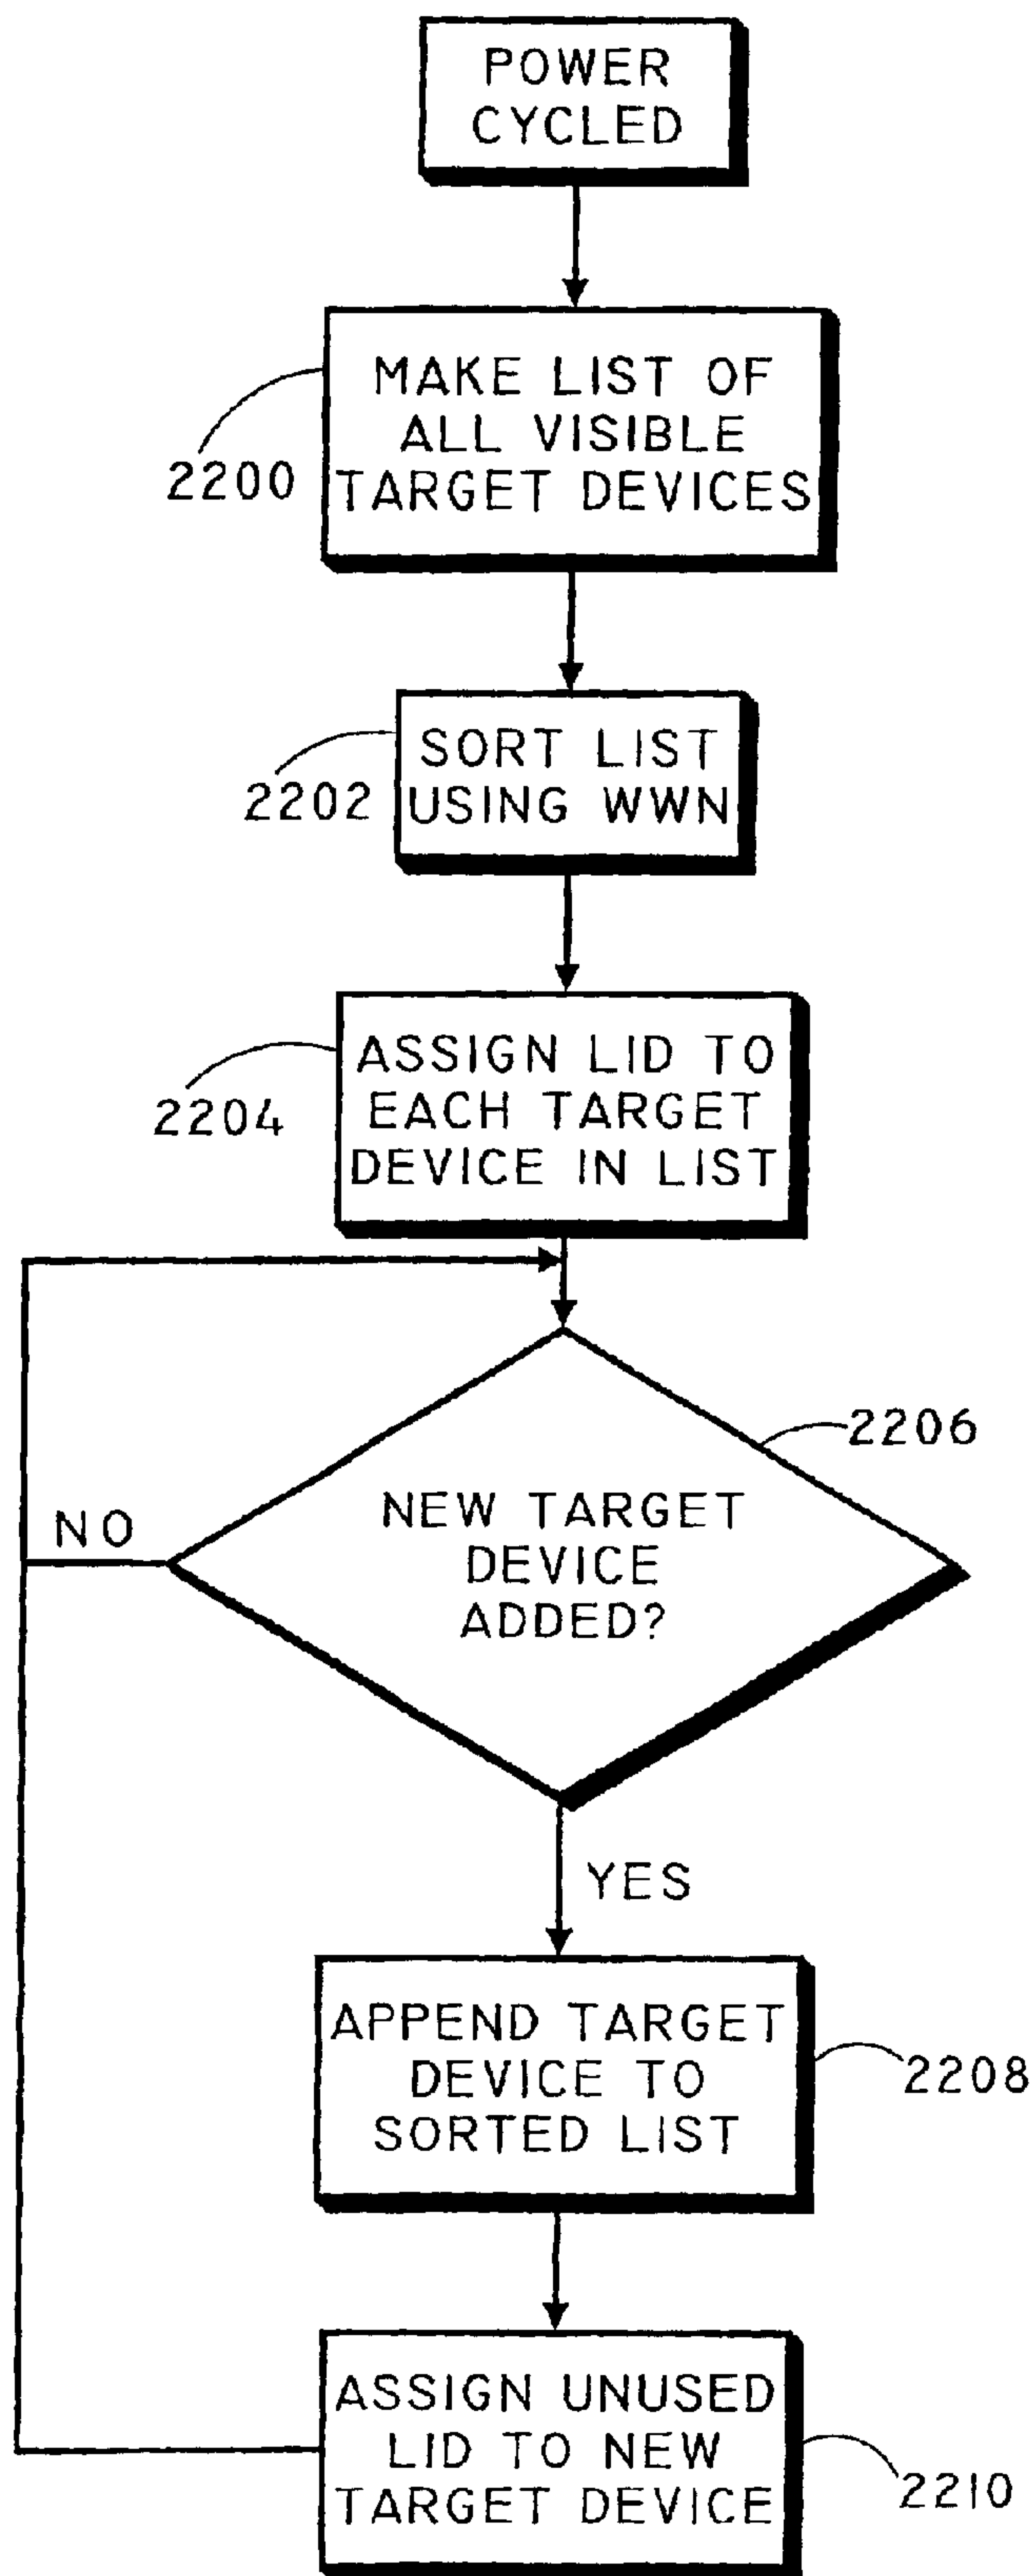 POWER
CYCLED
MAKE LIST OF
ALL VISIBLE
TARGET DEVICES
2200
SORT LIST
USING WWN
2202
ASSIGN LID TO
EACH TARGET
DEVICE IN LIST
2204
2206
NEW TARGET
DEVICE
ADDED?
NO
YES
APPEND TARGET
DEVICE TO
SORTED LIST
2208
ASSIGN UNUSED
LID TO NEW
TARGET DEVICE
2210